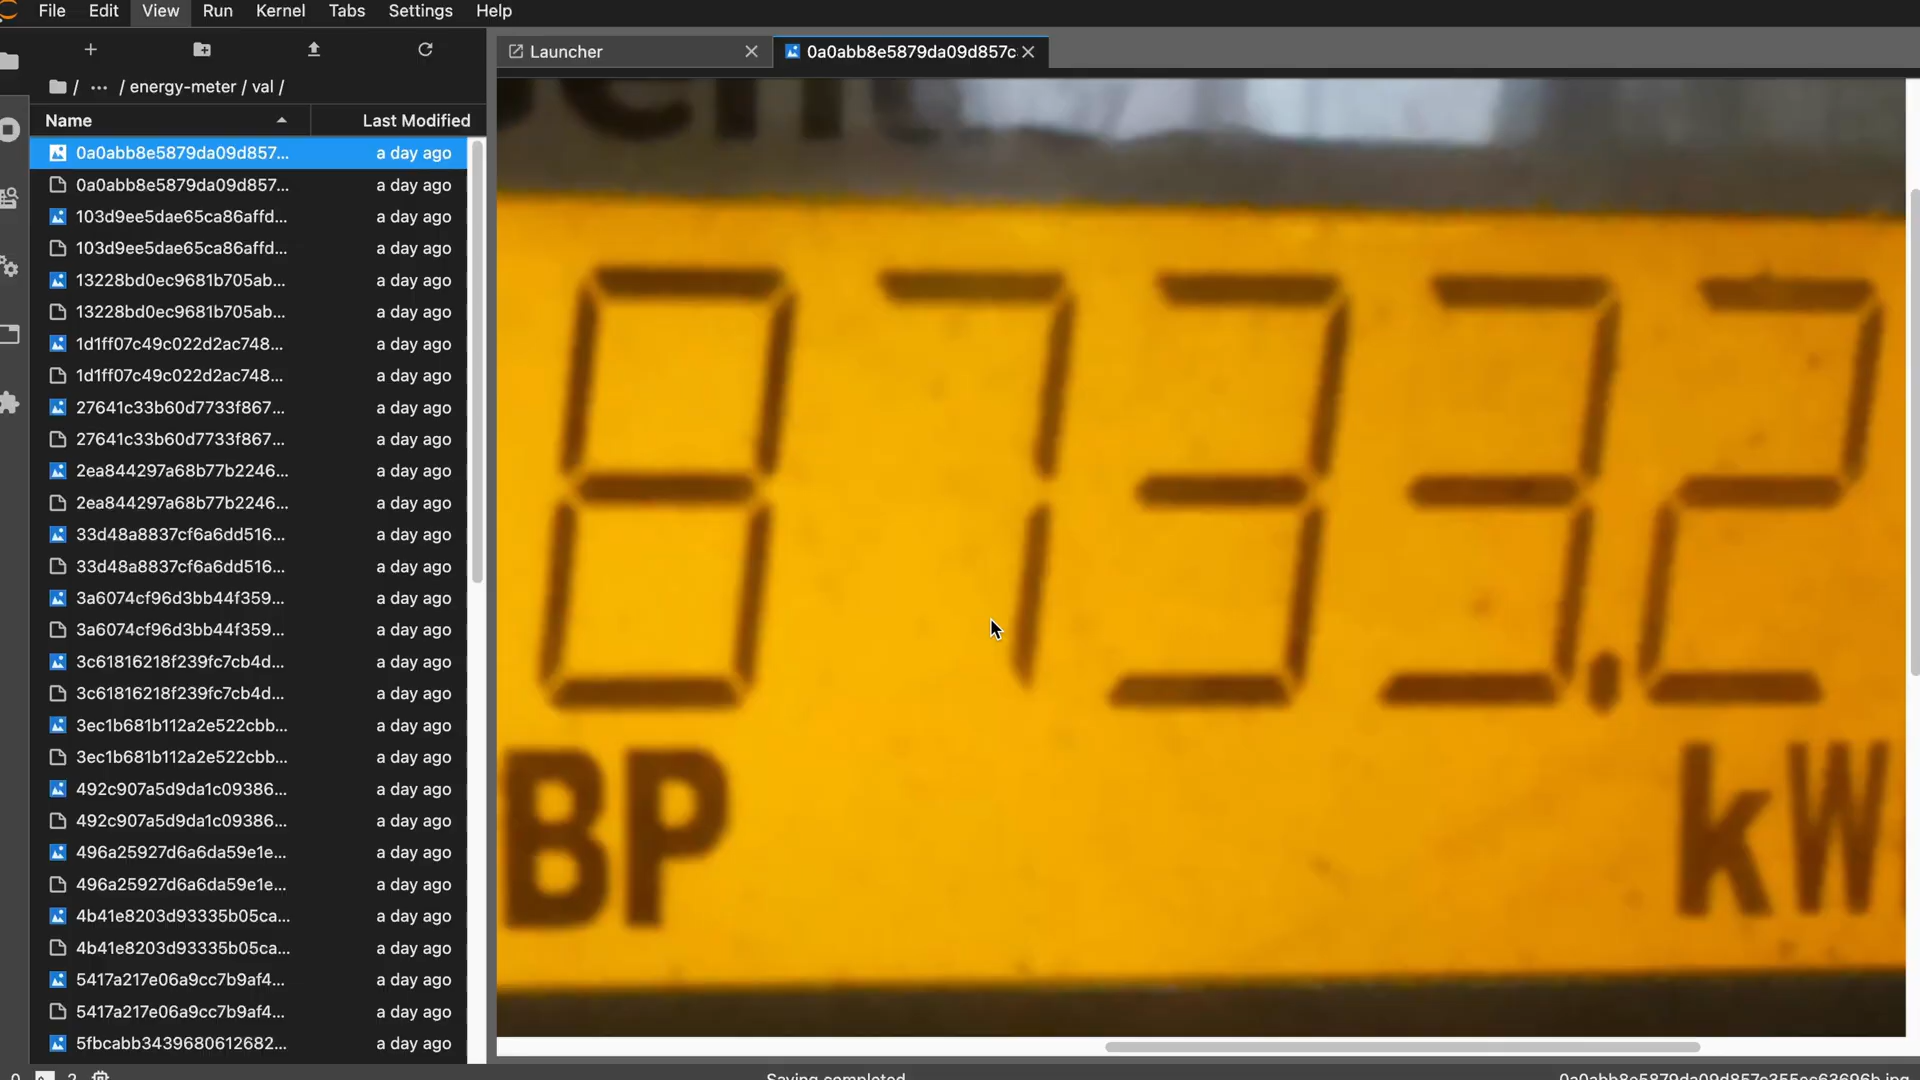 File Edit View Run Kernel Tabs Settings Help
Launcher
0a0abb8e5879da09d857c
/ ... / energy-meter / val /
Name Last Modified
0a0abb8e5879da09d857... a day ago
0a0abb8e5879da09d857... a day ago
103d9ee5dae65ca86affd... a day ago
103d9ee5dae65ca86affd... a day ago
13228bd0ec9681b705ab... a day ago
13228bd0ec9681b705ab... a day ago
1d1ff07c49c022d2ac748... a day ago
1d1ff07c49c022d2ac748... a day ago
27641c33b60d7733f867... a day ago
27641c33b60d7733f867... a day ago
2ea844297a68b77b2246... a day ago
2ea844297a68b77b2246... a day ago
33d48a8837cf6a6dd516... a day ago
33d48a8837cf6a6dd516... a day ago
3a6074cf96d3bb44f359... a day ago
3a6074cf96d3bb44f359... a day ago
3c61816218f239fc7cb4d... a day ago
3c61816218f239fc7cb4d... a day ago
3ec1b681b112a2e522cbb... a day ago
3ec1b681b112a2e522cbb... a day ago
492c907a5d9da1c09386... a day ago
492c907a5d9da1c09386... a day ago
496a25927d6a6da59e1e... a day ago
496a25927d6a6da59e1e... a day ago
4b41e8203d93335b05ca... a day ago
4b41e8203d93335b05ca... a day ago
5417a217e06a9cc7b9af4... a day ago
5417a217e06a9cc7b9af4... a day ago
5fbcabb3439680612682... a day ago
8733.2
BP
kW
Saving completed